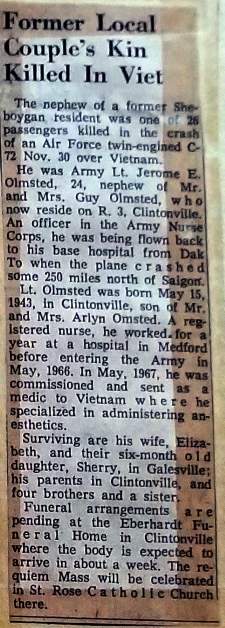 Former Local
Couple's Kin
Killed In Viet
The nephew of a former She-
boygan resident was one of 26
passengers killed in the crash
of an Air Force twin-engined C-
72 Nov. 30 over Vietnam.
He was Army Lt. Jerome E.
Olmsted, 24, nephew of Mr.
and Mrs. Guy Olmsted, who
now reside on R. 3, Clintonville.
An officer in the Army Nurse
Corps, he was being flown back
to his base hospital from Dak
To when the plane crashed
some 250 miles north of Saigon.
Lt. Olmsted was born May 15,
1943, in Clintonville, son of Mr.
and Mrs. Arlyn Omsted. A reg-
istered nurse, he worked for a
year at a hospital in Medford
before entering the Army in
May, 1966. In May, 1967, he was
commissioned and sent as a
medic to Vietnam where he
specialized in administering an-
esthetics.
Surviving are his wife, Eliza-
beth, and their six-month old
daughter, Sherry, in Galesville;
his parents in Clintonville, and
four brothers and a sister.
Funeral arrangements are
pending at the Eberhardt Fu-
neral Home in Clintonville
where the body is expected to
arrive in about a week. The re-
quiem Mass will be celebrated
in St. Rose Catholic Church
there.